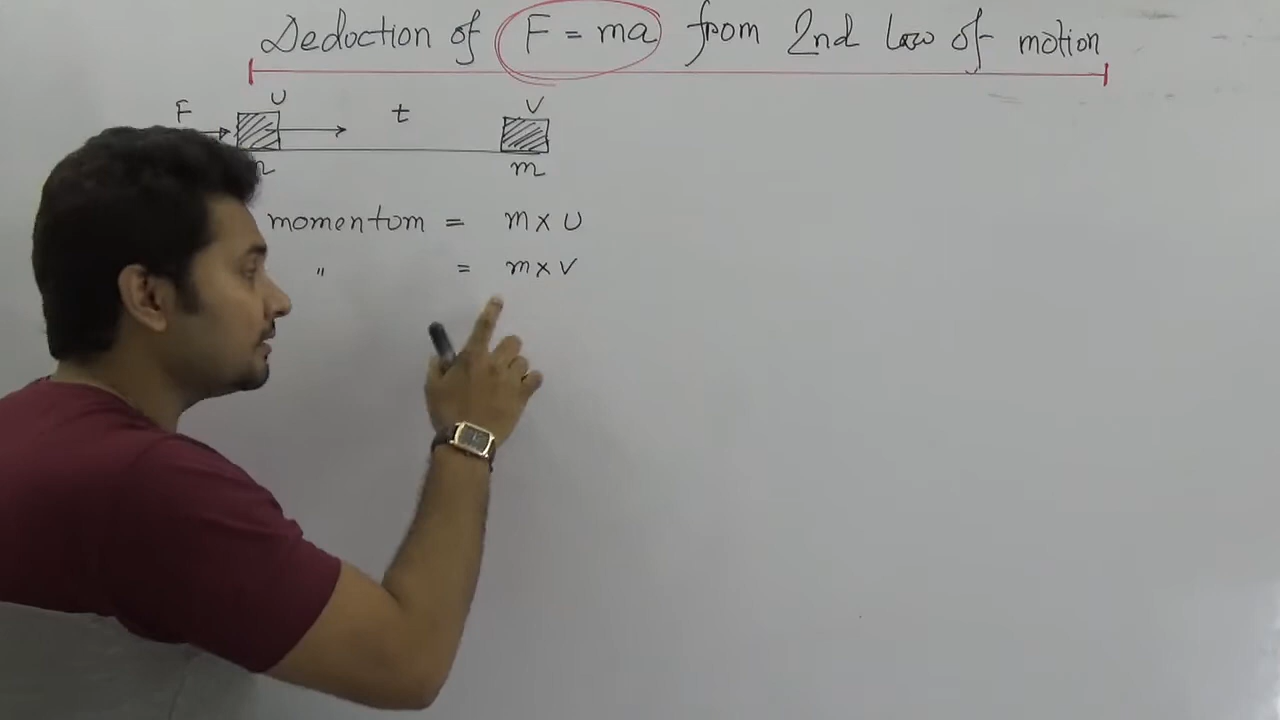 Deduction of F = ma from 2nd law of motion
F U t V
m
momentum = m x U
" = m x V